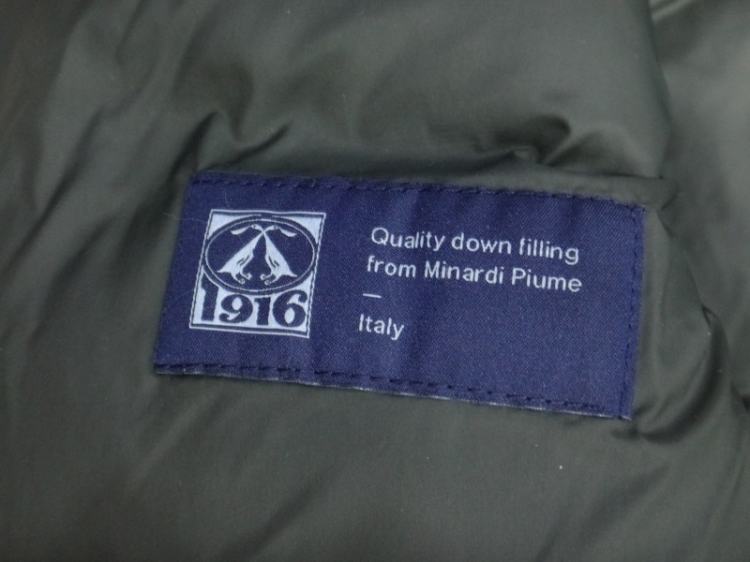 1916
Quality down filling
from Minardi Piume
—
Italy